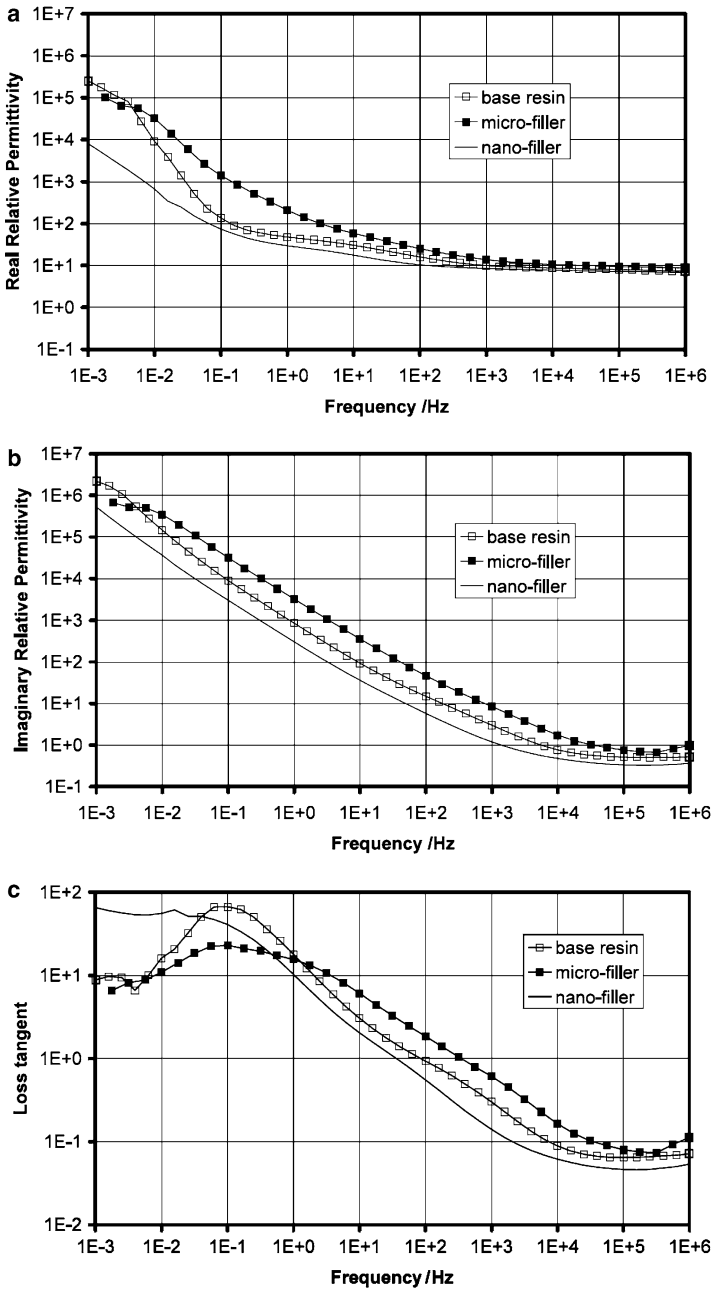 a
Real Relative Permittivity
1E+7
1E+6
1E+5
1E+4
1E+3
1E+2
1E+1
1E+0
1E-1
base resin
micro-filler
nano-filler
1E-3 1E-2 1E-1 1E+0 1E+1 1E+2 1E+3 1E+4 1E+5 1E+6
Frequency /Hz
b
Imaginary Relative Permittivity
1E+7
1E+6
1E+5
1E+4
1E+3
1E+2
1E+1
1E+0
1E-1
base resin
micro-filler
nano-filler
1E-3 1E-2 1E-1 1E+0 1E+1 1E+2 1E+3 1E+4 1E+5 1E+6
Frequency /Hz
c
Loss tangent
1E+2
1E+1
1E+0
1E-1
1E-2
base resin
micro-filler
nano-filler
1E-3 1E-2 1E-1 1E+0 1E+1 1E+2 1E+3 1E+4 1E+5 1E+6
Frequency /Hz